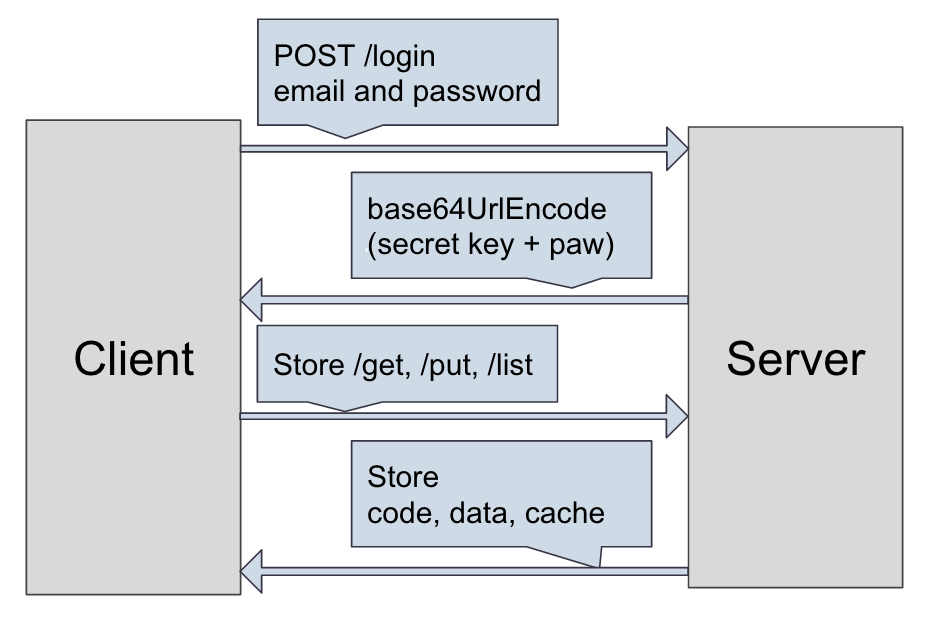 POST /login
email and password
base64UrlEncode
(secret key + paw)
Client
Server
Store /get, /put, /list
Store
code, data, cache